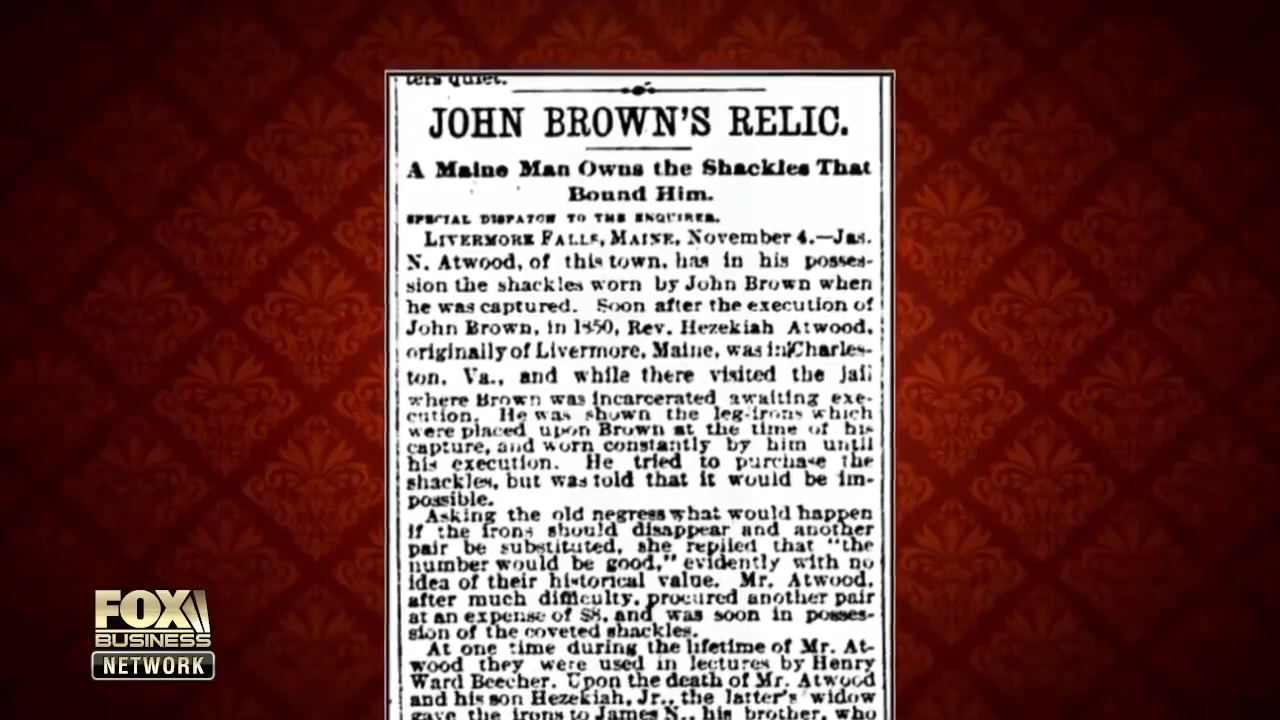 ters quiet.
JOHN BROWN'S RELIC.
A Maine Man Owns the Shackles That
Bound Him.
SPECIAL DISPATCH TO THE ENQUIRER.
LIVERMORE FALLS, MAINE, November 4.—Jas.
N. Atwood, of this town, has in his posses-
sion the shackles worn by John Brown when
he was captured. Soon after the execution of
John Brown, in 1850, Rev. Hezekiah Atwood,
originally of Livermore, Maine, was in Charles-
ton, Va., and while there visited the jail
where Brown was incarcerated awaiting exe-
cution. He was shown the leg-irons which
were placed upon Brown at the time of his
capture, and worn constantly by him until
his execution. He tried to purchase the
shackles, but was told that it would be im-
possible.
Asking the old negress what would happen
if the irons should disappear and another
pair be substituted, she replied that "the
number would be good," evidently with no
idea of their historical value. Mr. Atwood,
after much difficulty, procured another pair
at an expense of $8, and was soon in posses-
sion of the coveted shackles.
At one time during the lifetime of Mr. At-
wood they were used in lectures by Henry
Ward Beecher. Upon the death of Mr. Atwood
and his son Hezekiah, Jr., the latter's widow
gave the irons to James N., his brother, who
FOX
BUSINESS
NETWORK